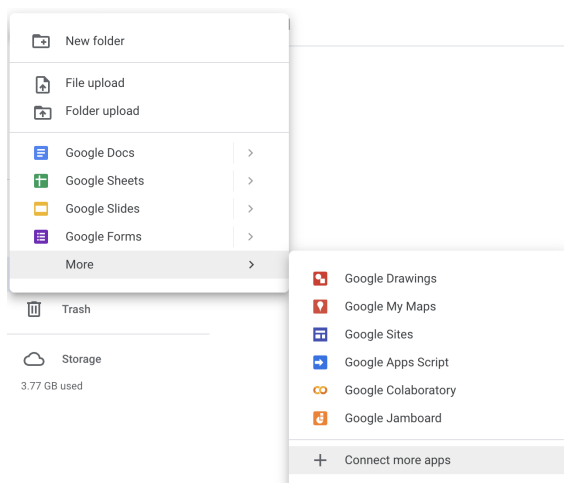 New folder
File upload
Folder upload
Google Docs
Google Sheets
Google Slides
Google Forms
More
Google Drawings
Google My Maps
Google Sites
Google Apps Script
Google Colaboratory
Google Jamboard
Connect more apps
Trash
Storage
3.77 GB used